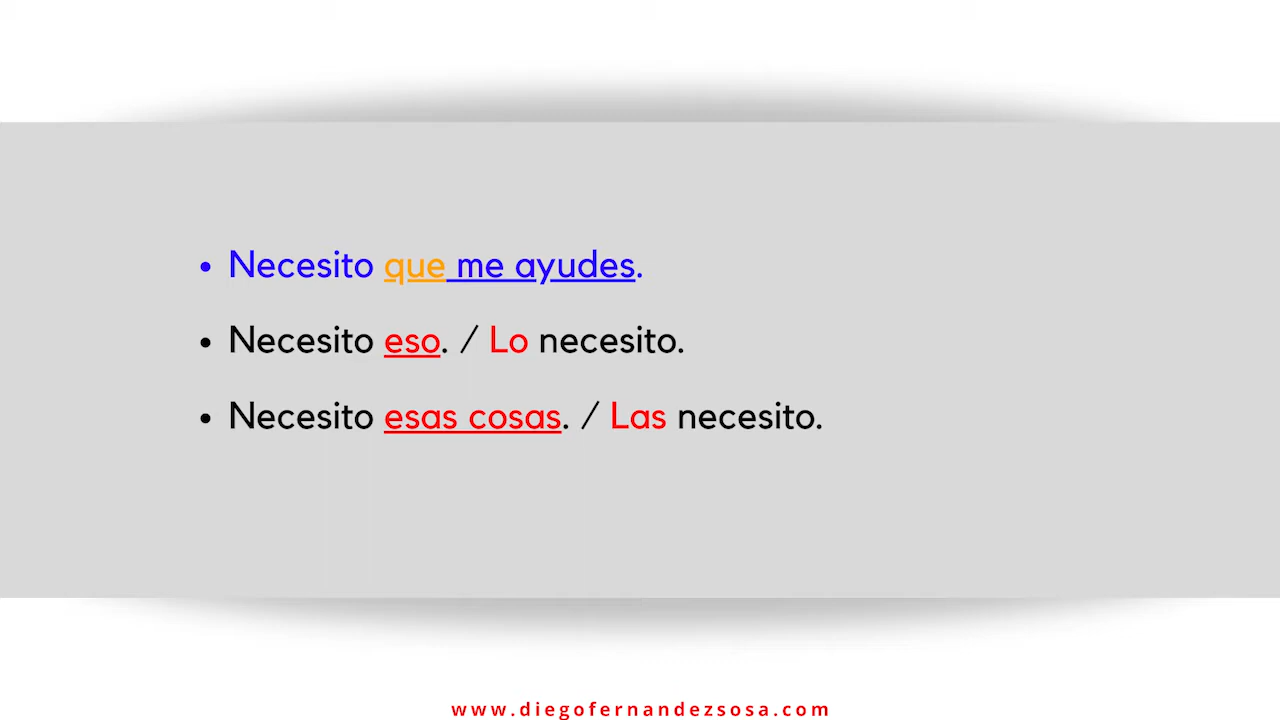 • Necesito que me ayudes.
• Necesito eso. / Lo necesito.
• Necesito esas cosas. / Las necesito.
www.diegofernandezsosa.com